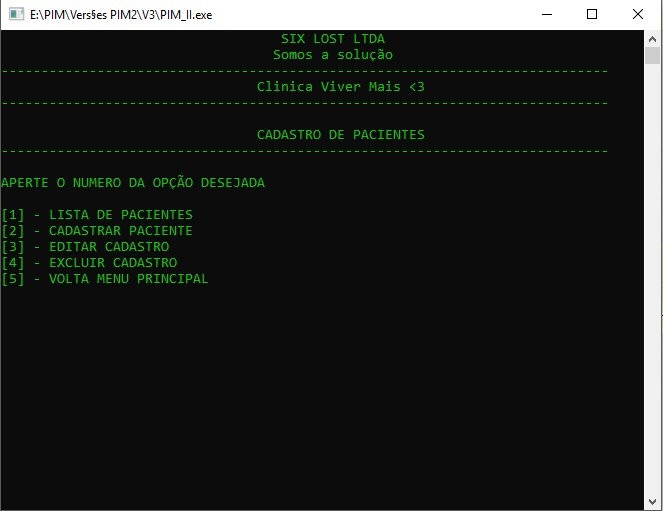 E:\PIM\Vers§es PIM2\V3\PIM_II.exe
SIX LOST LTDA
Somos a solução
----------------------------------------------------------------------------
Clinica Viver Mais <3
----------------------------------------------------------------------------
CADASTRO DE PACIENTES
----------------------------------------------------------------------------
APERTE O NUMERO DA OPÇÃO DESEJADA
[1] - LISTA DE PACIENTES
[2] - CADASTRAR PACIENTE
[3] - EDITAR CADASTRO
[4] - EXCLUIR CADASTRO
[5] - VOLTA MENU PRINCIPAL